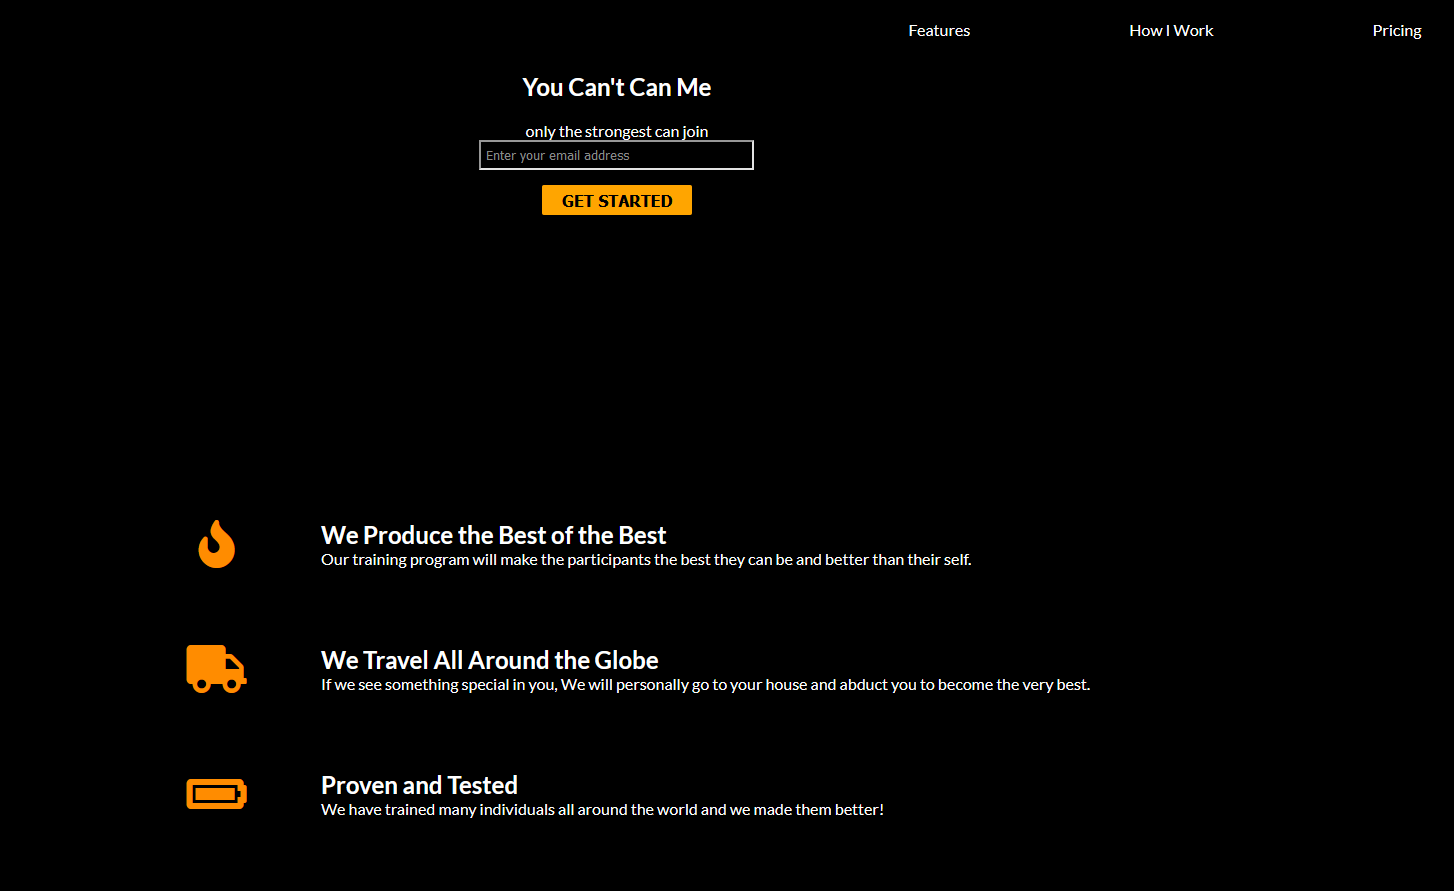 Features How I Work Pricing
You Can't Can Me
only the strongest can join
Enter your email address
GET STARTED
We Produce the Best of the Best
Our training program will make the participants the best they can be and better than their self.
We Travel All Around the Globe
If we see something special in you, We will personally go to your house and abduct you to become the very best.
Proven and Tested
We have trained many individuals all around the world and we made them better!